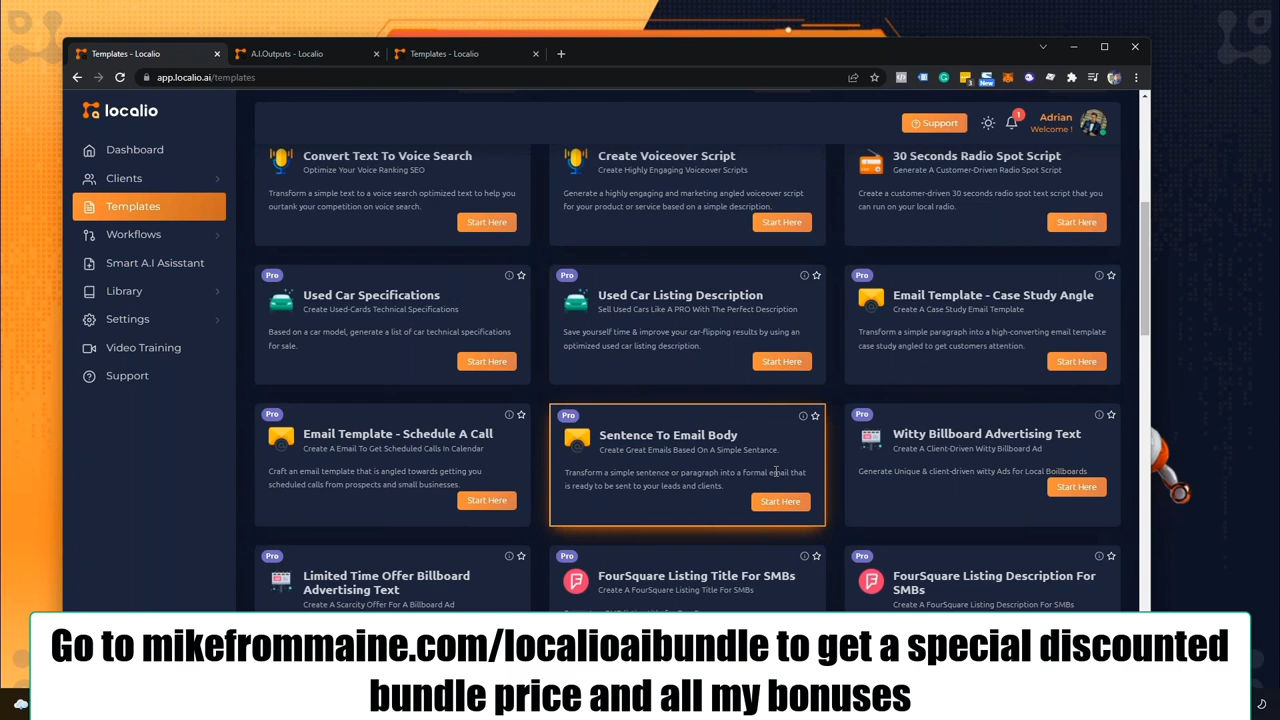 Templates - Localio
A.I.Outputs - Localio
Templates - Localio
app.localio.ai/templates
New
localio
Support
1
Adrian
Welcome !
Dashboard
Clients
Templates
Workflows
Smart A.I Asisstant
Library
Settings
Video Training
Support
Convert Text To Voice Search
Optimize Your Voice Ranking SEO
Transform a simple text to a voice search optimized text to help you
ourtank your competition on voice search.
Start Here
Create Voiceover Script
Create Highly Engaging Voiceover Scripts
Generate a highly engaging and marketing angled voiceover script
for your product or service based on a simple description.
Start Here
30 Seconds Radio Spot Script
Generate A Customer-Driven Radio Spot Script
Create a customer-driven 30 seconds radio spot text script that you
can run on your local radio.
Start Here
Pro
Used Car Specifications
Create Used-Cards Technical Specifications
Based on a car model, generate a list of car technical specifications
for sale.
Start Here
Pro
Used Car Listing Description
Sell Used Cars Like A PRO With The Perfect Description
Save yourself time & improve your car-flipping results by using an
optimized used car listing description.
Start Here
Pro
Email Template - Case Study Angle
Create A Case Study Email Template
Transform a simple paragraph into a high-converting email template
case study angled to get customers attention.
Start Here
Pro
Email Template - Schedule A Call
Create A Email To Get Scheduled Calls In Calendar
Craft an email template that is angled towards getting you
scheduled calls from prospects and small businesses.
Start Here
Pro
Sentence To Email Body
Create Great Emails Based On A Simple Sentance.
Transform a simple sentence or paragraph into a formal email that
is ready to be sent to your leads and clients.
Start Here
Pro
Witty Billboard Advertising Text
Create A Client-Driven Witty Billboard Ad
Generate Unique & client-driven witty Ads for Local Boillboards
Start Here
Pro
Limited Time Offer Billboard
Advertising Text
Create A Scarcity Offer For A Billboard Ad
Pro
FourSquare Listing Title For SMBs
Create A FourSquare Listing Title For SMBs
Pro
FourSquare Listing Description For
SMBs
Create A FourSquare Listing Description For SMBs
Go to mikefrommaine.com/localioaibundle to get a special discounted
bundle price and all my bonuses